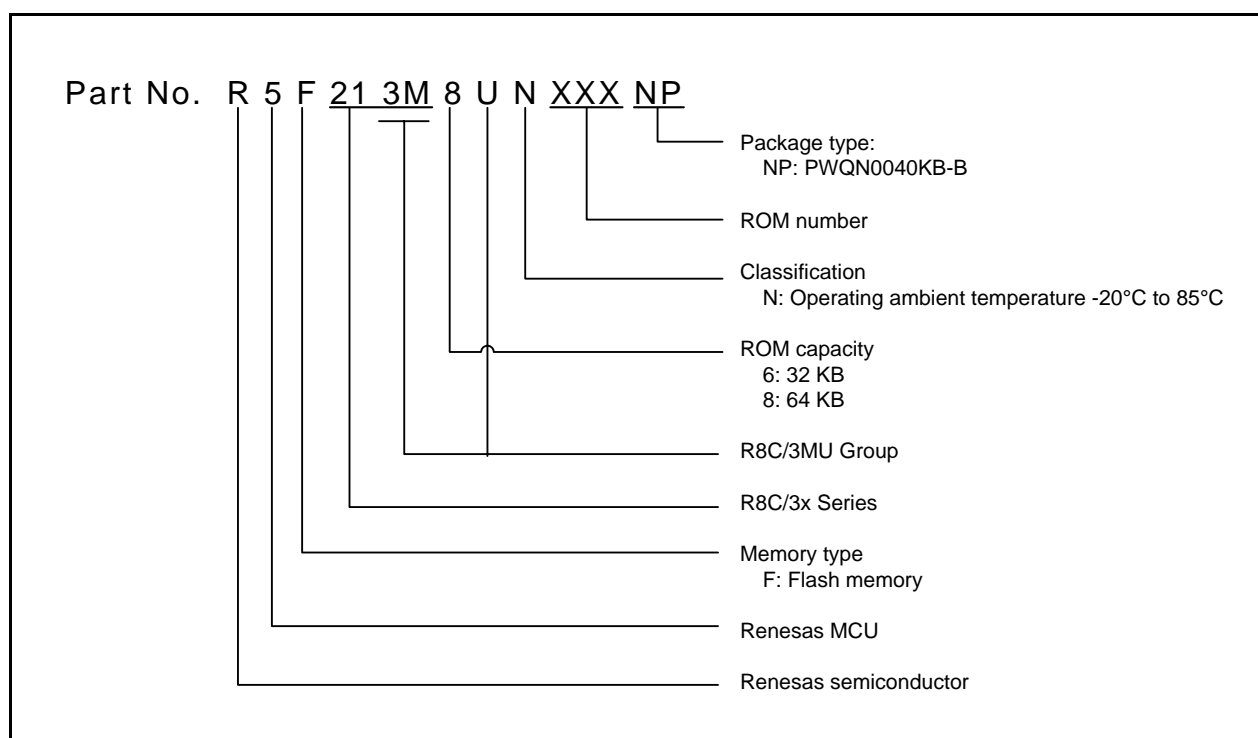 Part No. R 5 F 21 3M 8 U N XXX NP
Package type:
NP: PWQN0040KB-B
ROM number
Classification
N: Operating ambient temperature -20°C to 85°C
ROM capacity
6: 32 KB
8: 64 KB
R8C/3MU Group
R8C/3x Series
Memory type
F: Flash memory
Renesas MCU
Renesas semiconductor